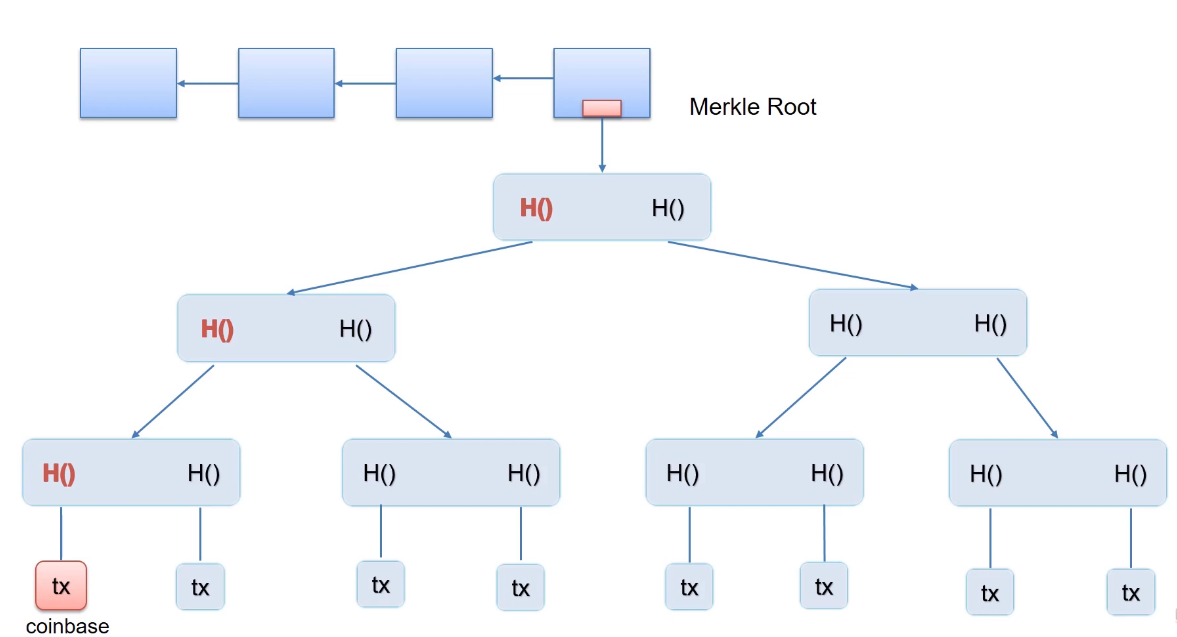 Merkle Root
H() H()
H() H() H() H()
H() H() H() H() H() H() H() H()
tx tx tx tx tx tx tx tx
coinbase